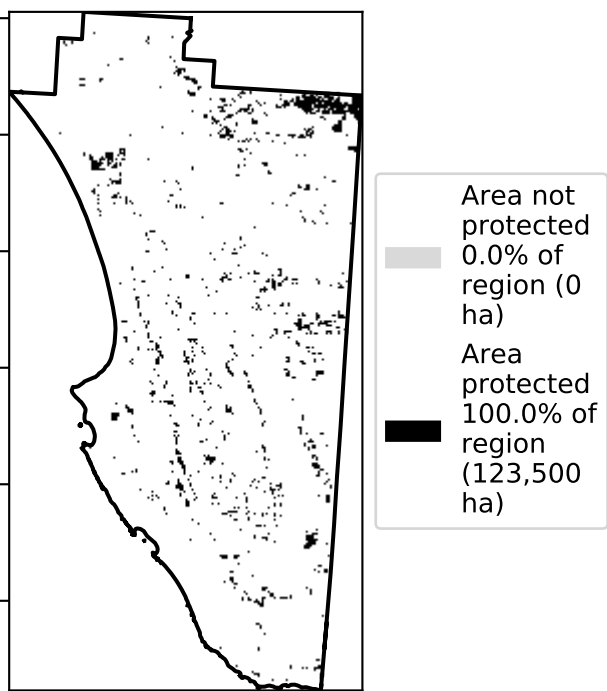 Area not
protected
0.0% of
region (0
ha)
Area
protected
100.0% of
region
(123,500
ha)